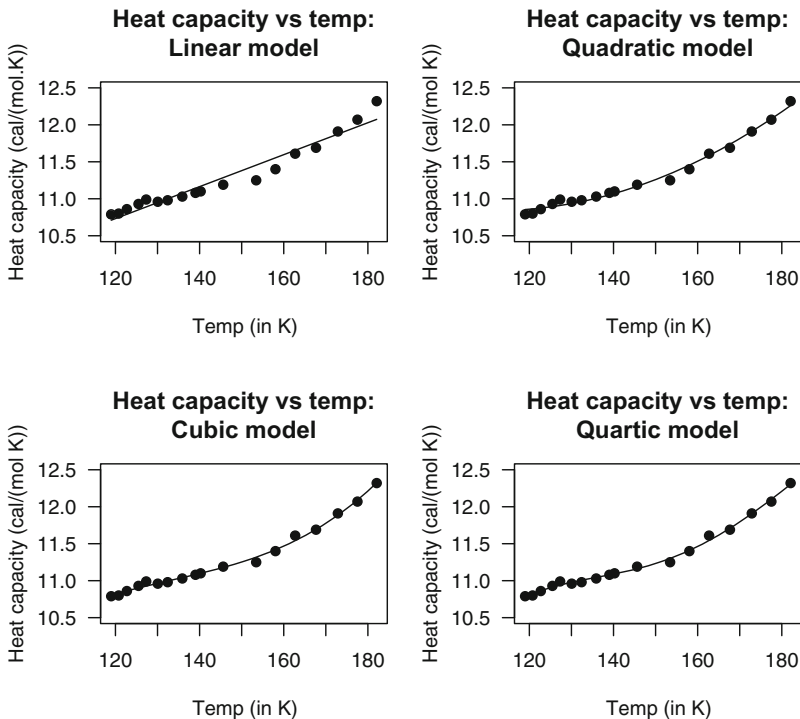 Heat capacity vs temp:
Linear model
Heat capacity (cal/(mol.K))
12.5
12.0
11.5
11.0
10.5
120 140 160 180
Temp (in K)
Heat capacity vs temp:
Quadratic model
Heat capacity (cal/(mol K))
12.5
12.0
11.5
11.0
10.5
120 140 160 180
Temp (in K)
Heat capacity vs temp:
Cubic model
Heat capacity (cal/(mol K))
12.5
12.0
11.5
11.0
10.5
120 140 160 180
Temp (in K)
Heat capacity vs temp:
Quartic model
Heat capacity (cal/(mol K))
12.5
12.0
11.5
11.0
10.5
120 140 160 180
Temp (in K)